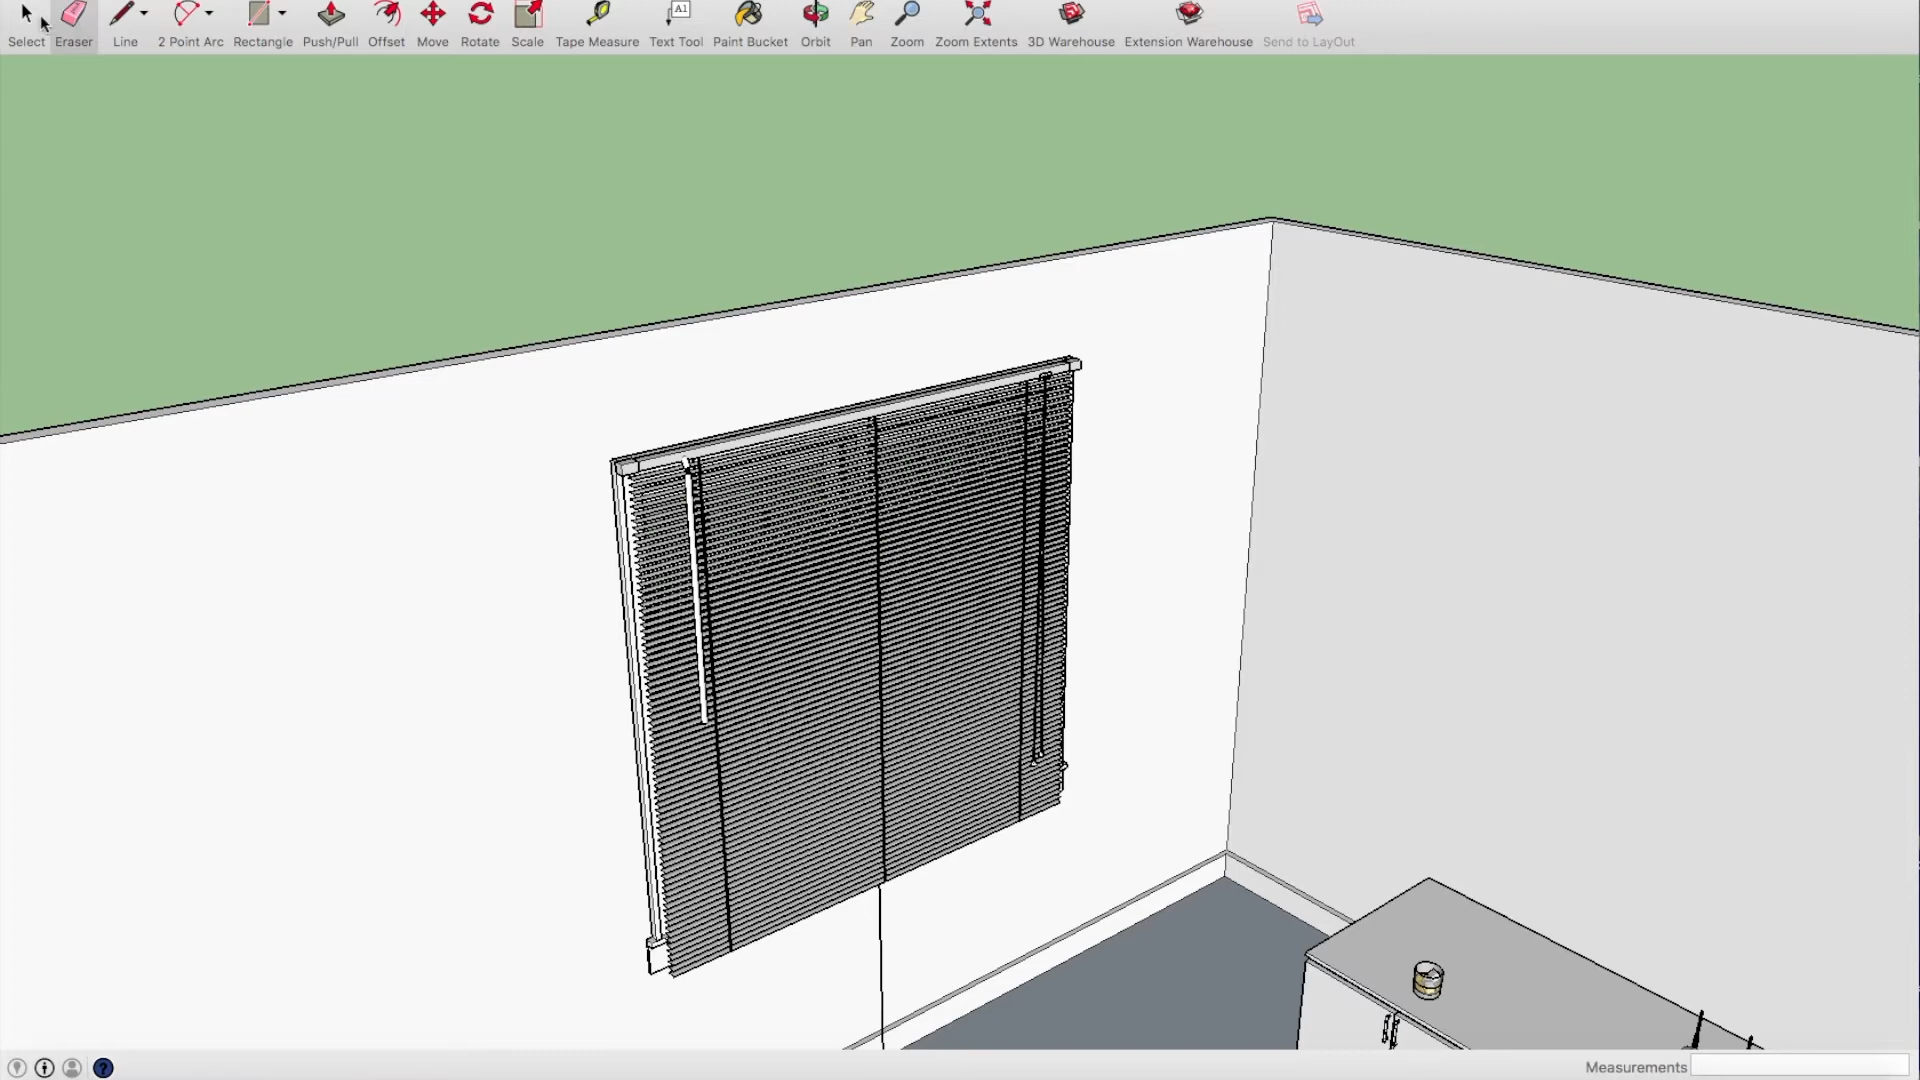 Select Eraser Line 2 Point Arc Rectangle Push/Pull Offset Move Rotate Scale Tape Measure Text Tool Paint Bucket Orbit Pan Zoom Zoom Extents 3D Warehouse Extension Warehouse Send to LayOut
A1
Measurements